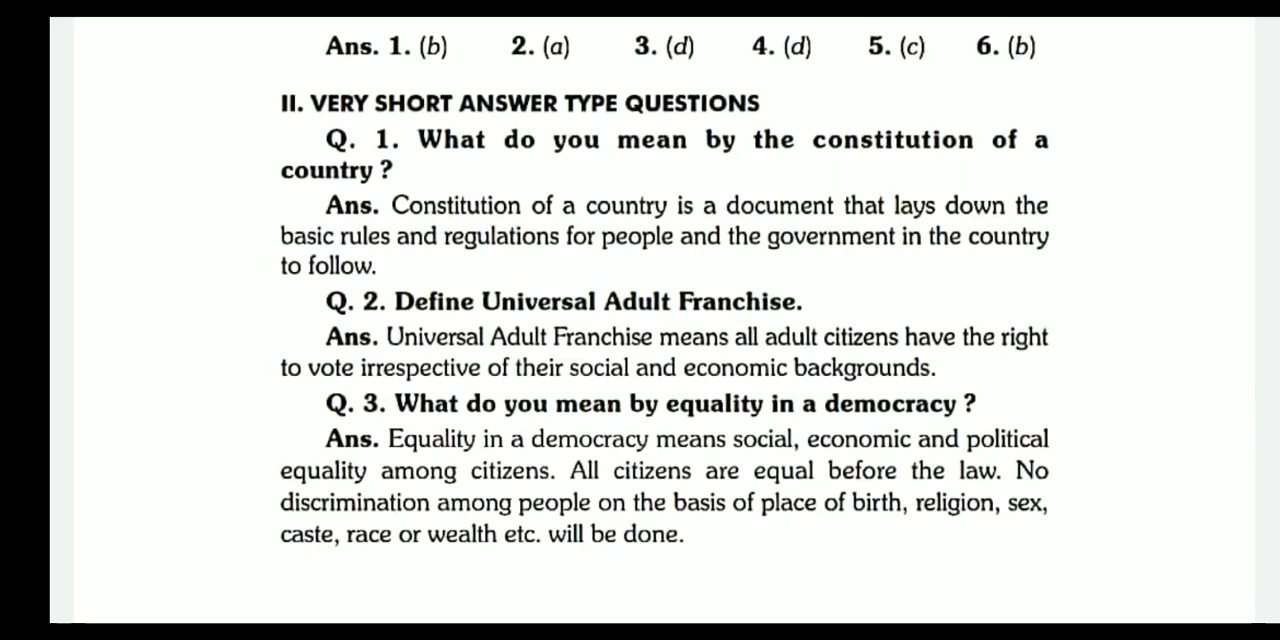 Ans. 1. (b) 2. (a) 3. (d) 4. (d) 5. (c) 6. (b)
II. VERY SHORT ANSWER TYPE QUESTIONS
Q. 1. What do you mean by the constitution of a
country ?
Ans. Constitution of a country is a document that lays down the
basic rules and regulations for people and the government in the country
to follow.
Q. 2. Define Universal Adult Franchise.
Ans. Universal Adult Franchise means all adult citizens have the right
to vote irrespective of their social and economic backgrounds.
Q. 3. What do you mean by equality in a democracy ?
Ans. Equality in a democracy means social, economic and political
equality among citizens. All citizens are equal before the law. No
discrimination among people on the basis of place of birth, religion, sex,
caste, race or wealth etc. will be done.